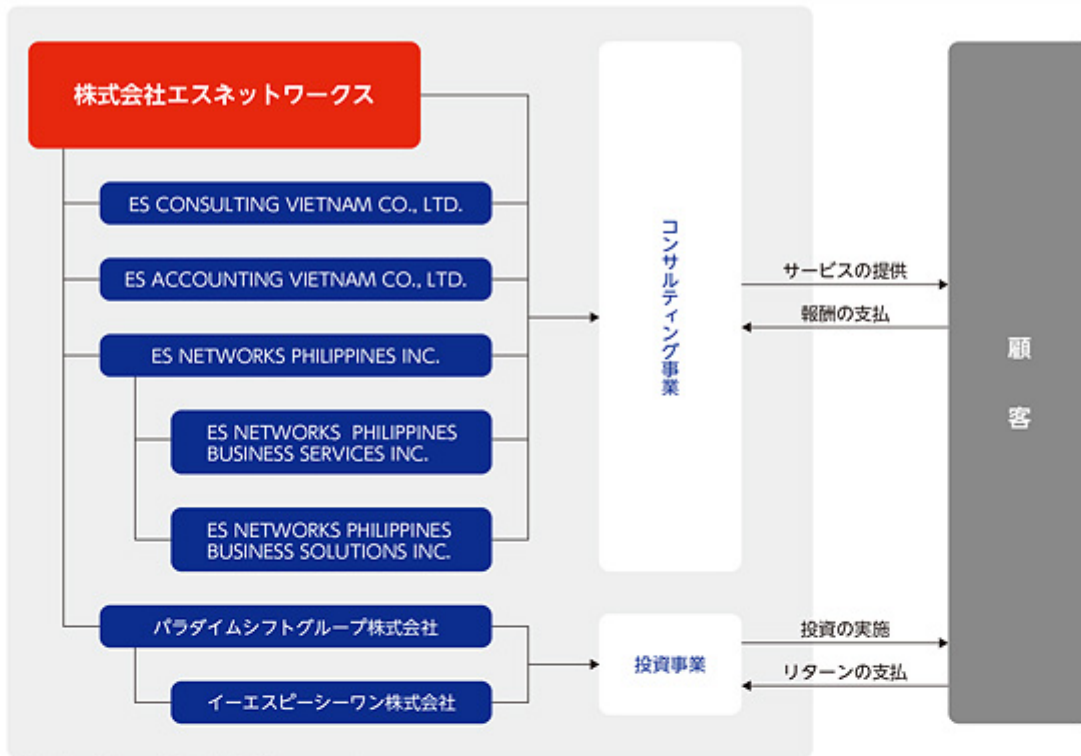 株式会社エスネットワークス
ES CONSULTING VIETNAM CO., LTD.
ES ACCOUNTING VIETNAM CO., LTD.
ES NETWORKS PHILIPPINES INC.
ES NETWORKS PHILIPPINES
BUSINESS SERVICES INC.
ES NETWORKS PHILIPPINES
BUSINESS SOLUTIONS INC.
パラダイムシフトグループ株式会社
イーエスピーシーワン株式会社
コンサルティング事業
投資事業
サービスの提供
報酬の支払
投資の実施
リターンの支払
顧客